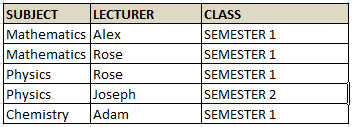 SUBJECT LECTURER CLASS
Mathematics Alex SEMESTER 1
Mathematics Rose SEMESTER 1
Physics Rose SEMESTER 1
Physics Joseph SEMESTER 2
Chemistry Adam SEMESTER 1